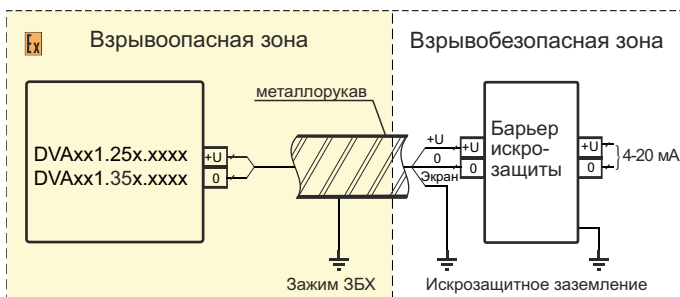 Ex
Взрывоопасная зона
Взрывобезопасная зона
металлорукав
DVAxx1.25x.xxxx
DVAxx1.35x.xxxx
+U
0
+U
0
Экран
+U
0
Барьер
искро-
защиты
+U
0
4-20 мА
Зажим ЗБХ
Искрозащитное заземление